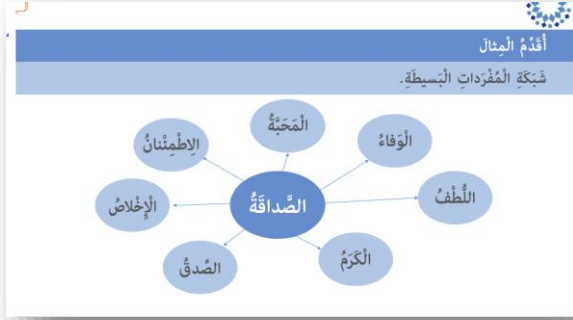 أُقَدِّمُ الْمِثالَ
شَبَكَةِ الْمُفْرَداتِ الْبَسيطَةِ.
الْمَحَبَّةُ
الْوَفاءُ
الِاطْمِئْنانُ
اللُّطْفُ
الصَّداقَةُ
الْإِخْلاصُ
الْكَرَمُ
الصِّدقُ